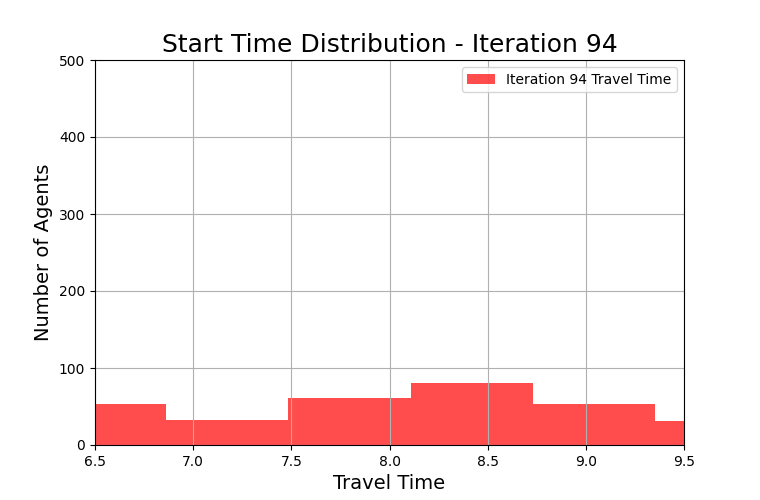 Start Time Distribution - Iteration 94
Iteration 94 Travel Time
Number of Agents
500
400
300
200
100
0
6.5 7.0 7.5 8.0 8.5 9.0 9.5
Travel Time